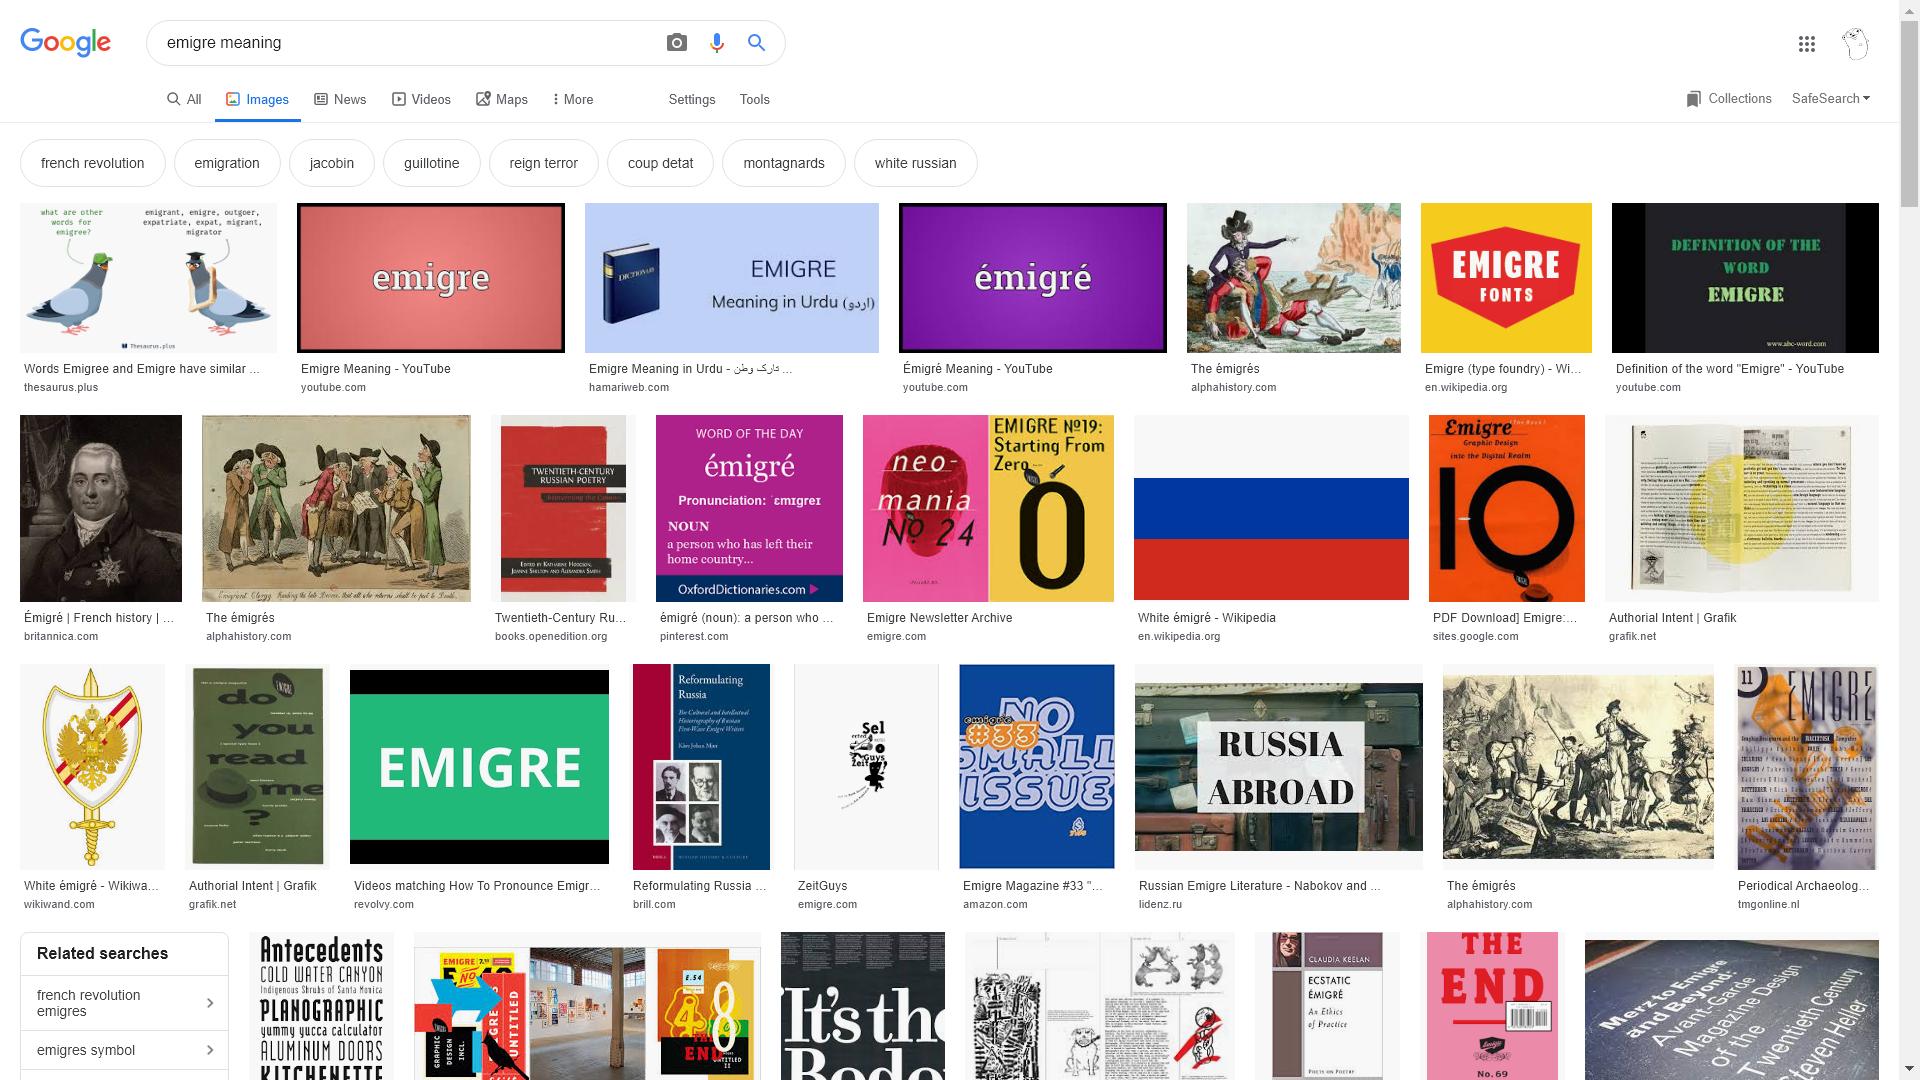 Google
emigre meaning
All
Images
News
Videos
Maps
More
Settings
Tools
Collections
SafeSearch
french revolution
emigration
jacobin
guillotine
reign terror
coup detat
montagnards
white russian
what are other
words for
emigree?
emigrant, emigre, outgoer,
expatriate, expat, migrant,
migrator
Thesaurus.plus
Words Emigree and Emigre have similar ...
thesaurus.plus
emigre
Emigre Meaning - YouTube
youtube.com
DICTIONARY
EMIGRE
Meaning in Urdu (اردو)
Emigre Meaning in Urdu - تارک وطن ...
hamariweb.com
émigré
Émigré Meaning - YouTube
youtube.com
The émigrés
alphahistory.com
EMIGRE
FONTS
Emigre (type foundry) - Wi...
en.wikipedia.org
DEFINITION OF THE
WORD
EMIGRE
www.abc-word.com
Definition of the word "Emigre" - YouTube
youtube.com
Émigré | French history | ...
britannica.com
The émigrés
alphahistory.com
TWENTIETH-CENTURY
RUSSIAN POETRY
Twentieth-Century Ru...
books.openedition.org
WORD OF THE DAY
émigré
Pronunciation: ˈɛmɪɡreɪ
NOUN
a person who has left their
home country...
OxfordDictionaries.com
émigré (noun): a person who ...
pinterest.com
neo-
mania
No 24
EMIGRE Nº19:
Starting From
Zero
Emigre Newsletter Archive
emigre.com
White émigré - Wikipedia
en.wikipedia.org
Emigre
Graphic Design
into the Digital Realm
10
PDF Download] Emigre:...
sites.google.com
Authorial Intent | Grafik
grafik.net
White émigré - Wikiwa...
wikiwand.com
do
you
read
me
?
Authorial Intent | Grafik
grafik.net
EMIGRE
Videos matching How To Pronounce Emigr...
revolvy.com
Reformulating
Russia
Reformulating Russia ...
brill.com
ZeitGuys
emigre.com
NO
emigre
#33
SMALL
ISSUE
Emigre Magazine #33 "...
amazon.com
RUSSIA
ABROAD
Russian Emigre Literature - Nabokov and ...
lidenz.ru
The émigrés
alphahistory.com
11
EMIGRE
Periodical Archaeolog...
tmgonline.nl
Related searches
french revolution
emigres
emigres symbol
Antecedents
COLD WATER CANYON
Indigenous Shrubs of Santa Monica
PLANOGRAPHIC
yummy yucca calculator
ALUMINUM DOORS
KITCHENETTE
It's the
Bodo
CLAUDIA KEELAN
ECSTATIC
ÉMIGRÉ
An Ethics
of Practice
POETS ON POETRY
THE
END
No. 69
Merz to Emigre
and Beyond:
Avant-Garde
Magazine Design
of the
Twentieth Century
Steven Heller